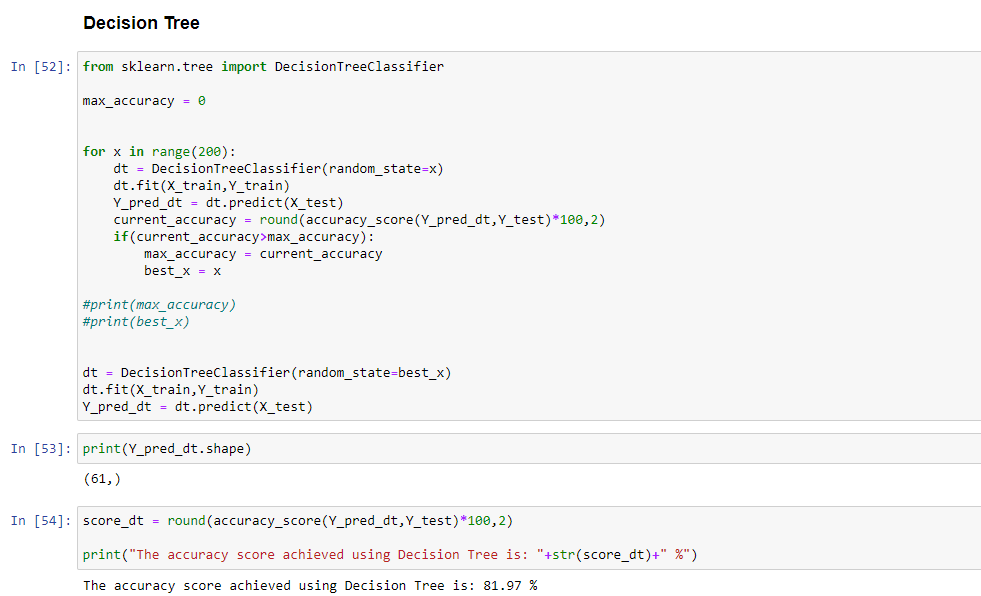 Decision Tree
In [52]: from sklearn.tree import DecisionTreeClassifier
max_accuracy = 0
for x in range(200):
    dt = DecisionTreeClassifier(random_state=x)
    dt.fit(X_train,Y_train)
    Y_pred_dt = dt.predict(X_test)
    current_accuracy = round(accuracy_score(Y_pred_dt,Y_test)*100,2)
    if(current_accuracy>max_accuracy):
        max_accuracy = current_accuracy
        best_x = x
#print(max_accuracy)
#print(best_x)
dt = DecisionTreeClassifier(random_state=best_x)
dt.fit(X_train,Y_train)
Y_pred_dt = dt.predict(X_test)
In [53]: print(Y_pred_dt.shape)
(61,)
In [54]: score_dt = round(accuracy_score(Y_pred_dt,Y_test)*100,2)
print("The accuracy score achieved using Decision Tree is: "+str(score_dt)+" %")
The accuracy score achieved using Decision Tree is: 81.97 %